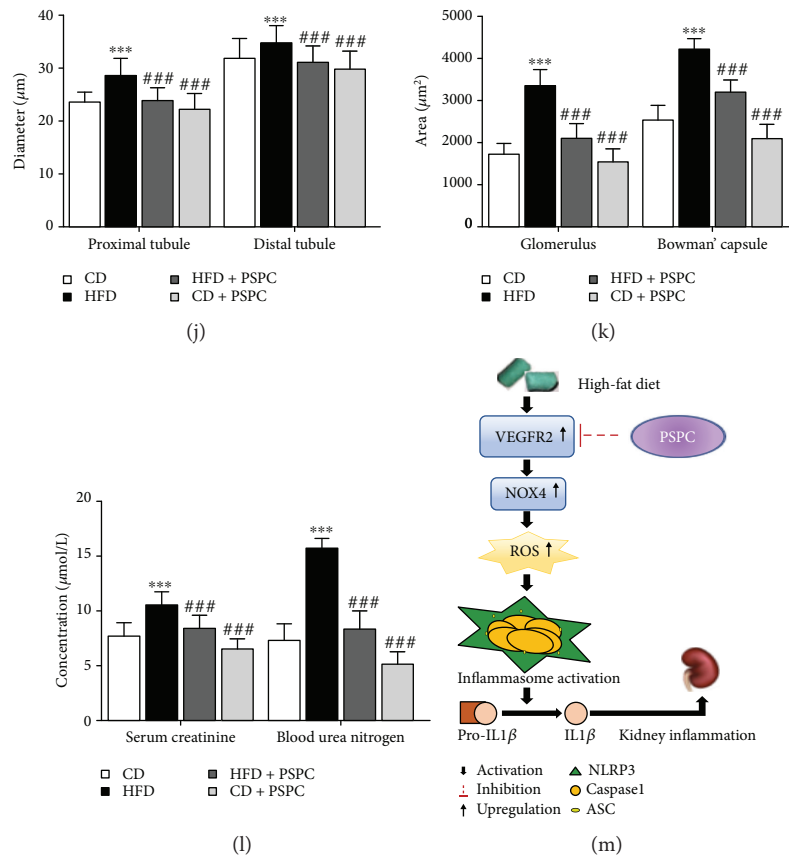 40
30
20
10
0
Diameter (μm)
***
###
###
***
###
###
Proximal tubule
Distal tubule
CD
HFD + PSPC
HFD
CD + PSPC
(j)
5000
4000
3000
2000
1000
0
Area (μm²)
***
###
###
***
###
###
Glomerulus
Bowman' capsule
CD
HFD + PSPC
HFD
CD + PSPC
(k)
20
15
10
5
0
Concentration (μmol/L)
***
###
###
***
###
###
Serum creatinine
Blood urea nitrogen
CD
HFD + PSPC
HFD
CD + PSPC
(l)
High-fat diet
VEGFR2
PSPC
NOX4
ROS
Inflammasome activation
Pro-IL1β
IL1β
Kidney inflammation
Activation
NLRP3
Inhibition
Caspase1
Upregulation
ASC
(m)